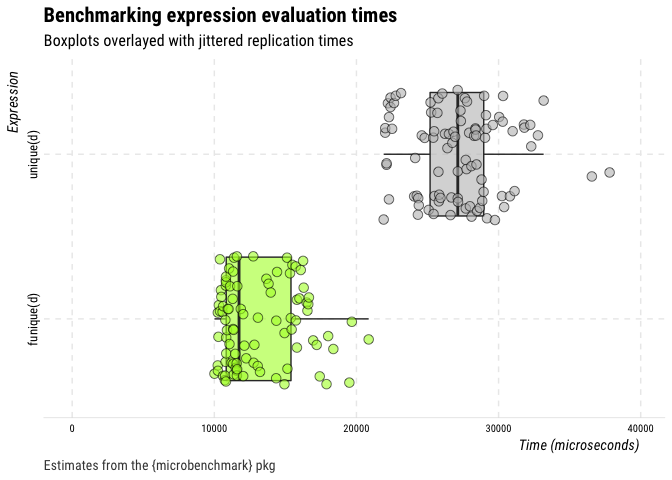 Benchmarking expression evaluation times
Boxplots overlayed with jittered replication times
Expression
unique(d)
funique(d)
0 10000 20000 30000 40000
Time (microseconds)
Estimates from the {microbenchmark} pkg